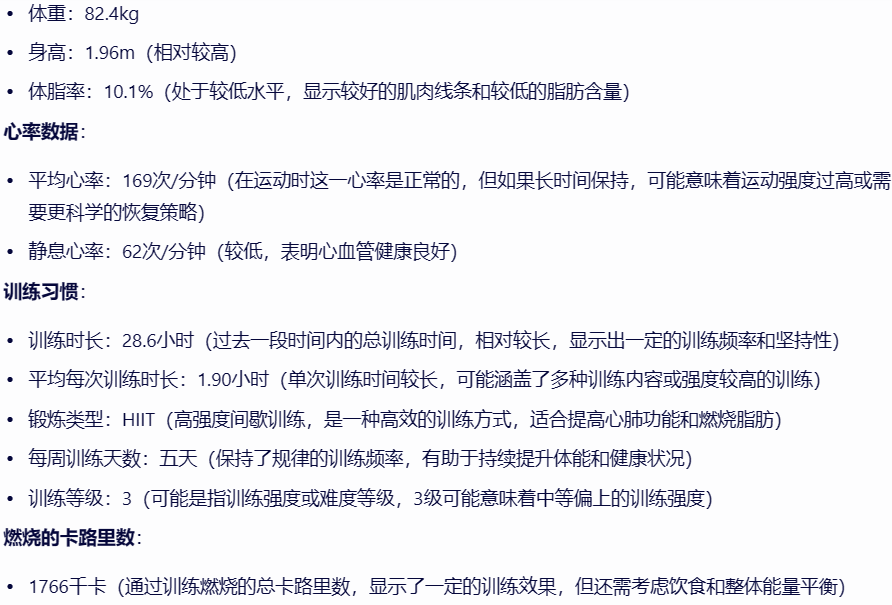 • 体重：82.4kg
• 身高：1.96m（相对较高）
• 体脂率：10.1%（处于较低水平，显示较好的肌肉线条和较低的脂肪含量）
心率数据：
• 平均心率：169次/分钟（在运动时这一心率是正常的，但如果长时间保持，可能意味着运动强度过高或需
要更科学的恢复策略）
• 静息心率：62次/分钟（较低，表明心血管健康良好）
训练习惯：
• 训练时长：28.6小时（过去一段时间内的总训练时间，相对较长，显示出一定的训练频率和坚持性）
• 平均每次训练时长：1.90小时（单次训练时间较长，可能涵盖了多种训练内容或强度较高的训练）
• 锻炼类型：HIIT（高强度间歇训练，是一种高效的训练方式，适合提高心肺功能和燃烧脂肪）
• 每周训练天数：五天（保持了规律的训练频率，有助于持续提升体能和健康状况）
• 训练等级：3（可能是指训练强度或难度等级，3级可能意味着中等偏上的训练强度）
燃烧的卡路里数：
• 1766千卡（通过训练燃烧的总卡路里数，显示了一定的训练效果，但还需考虑饮食和整体能量平衡）